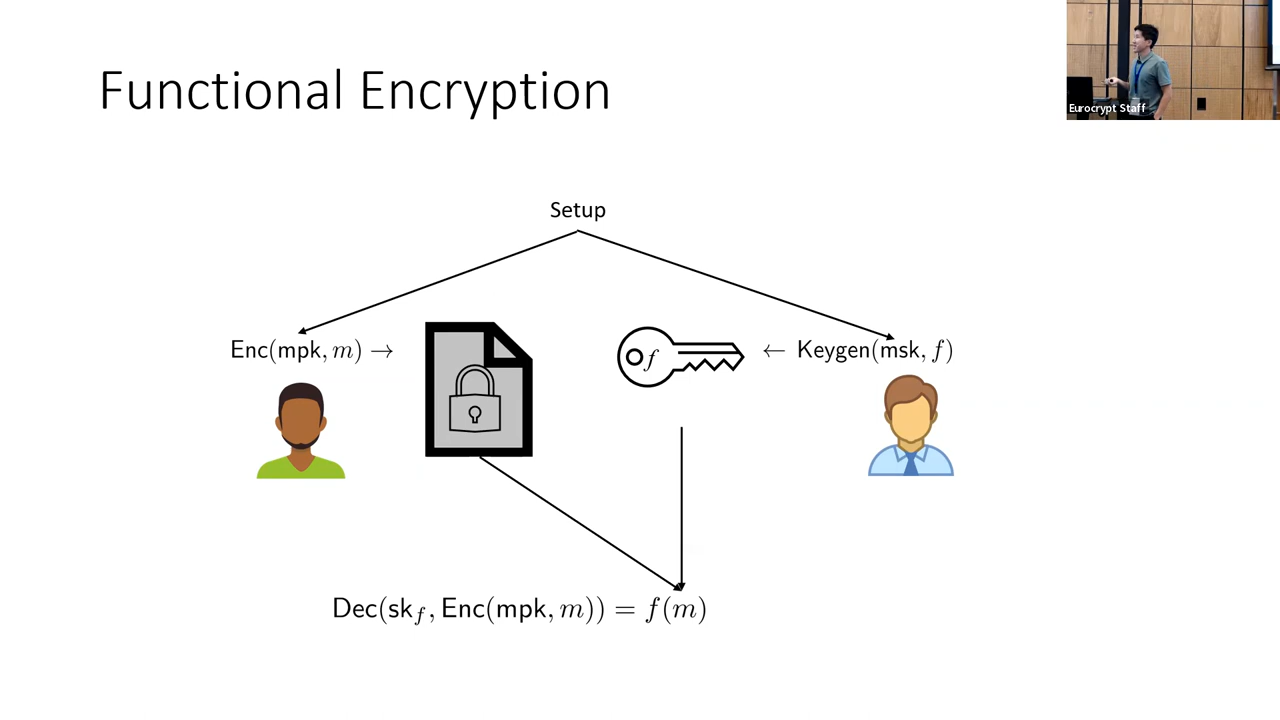 Functional Encryption
Eurocrypt Staff
Setup
Enc(mpk, m) →
f
← Keygen(msk, f)
Dec(sk_f, Enc(mpk, m)) = f(m)